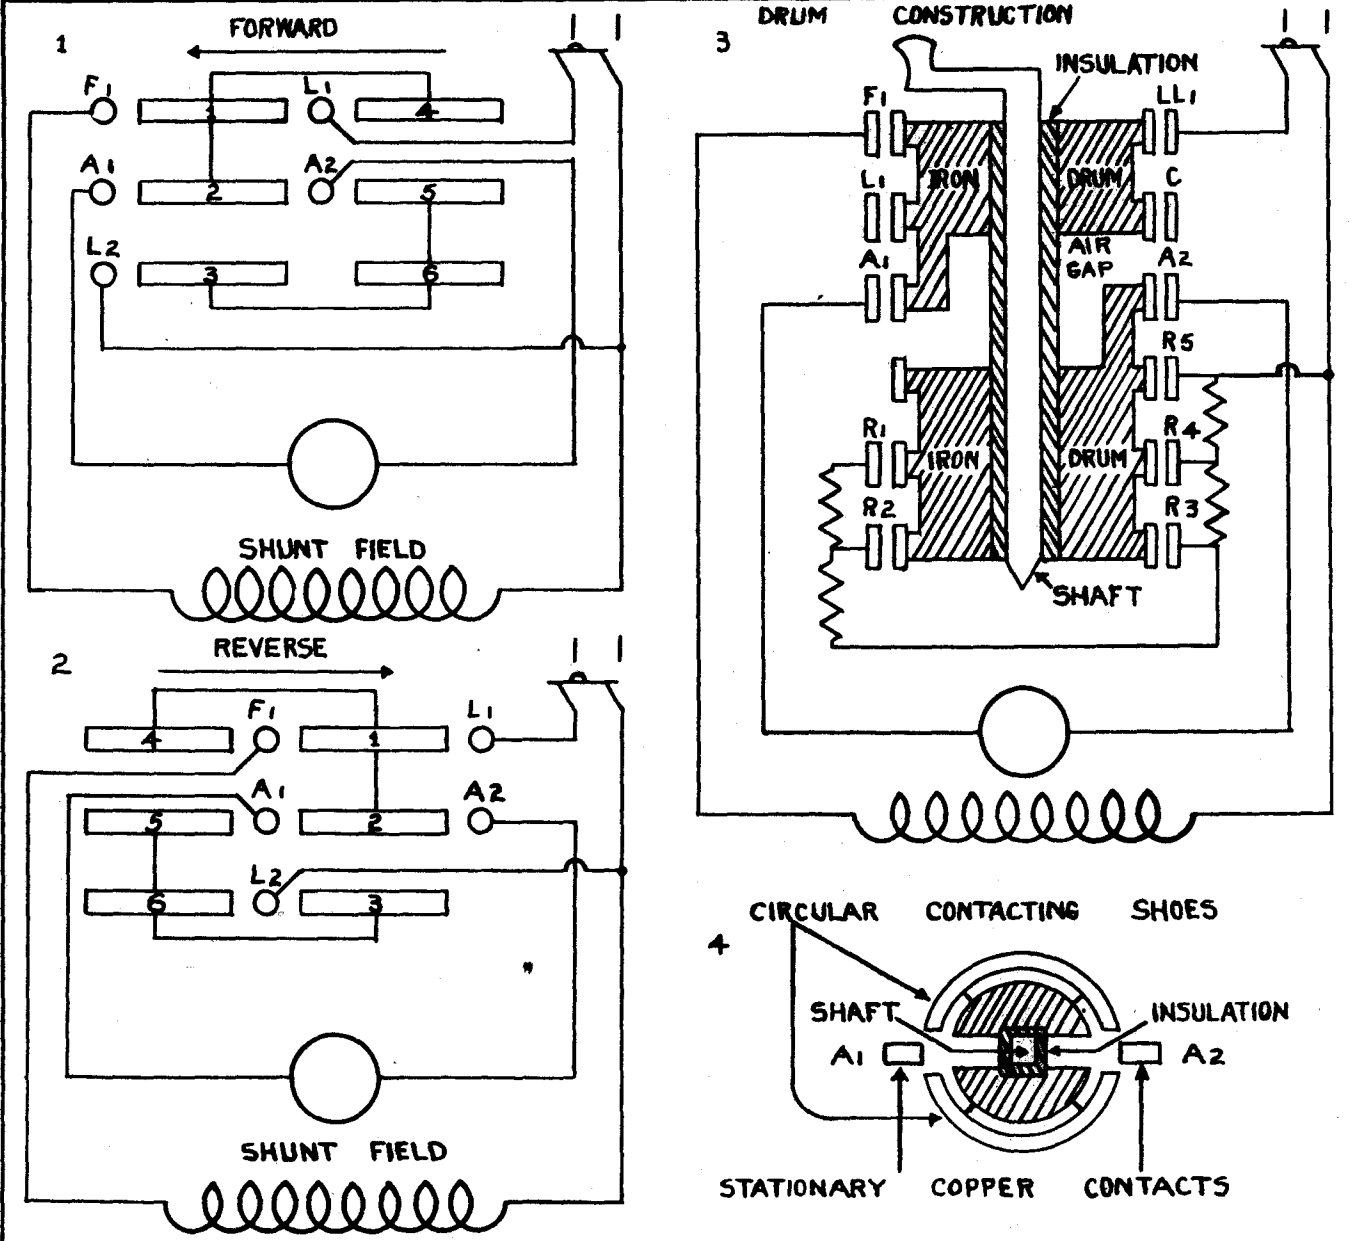 1
FORWARD
F1
1
L1
4
A1
2
A2
5
L2
3
6
SHUNT FIELD
2
REVERSE
4
F1
1
L1
5
A1
2
A2
6
L2
3
SHUNT FIELD
3
DRUM CONSTRUCTION
INSULATION
F1
LL1
L1
IRON
DRUM
C
A1
AIR
GAP
A2
R5
R1
IRON
DRUM
R4
R2
R3
SHAFT
4
CIRCULAR CONTACTING SHOES
SHAFT
INSULATION
A1
A2
STATIONARY COPPER CONTACTS